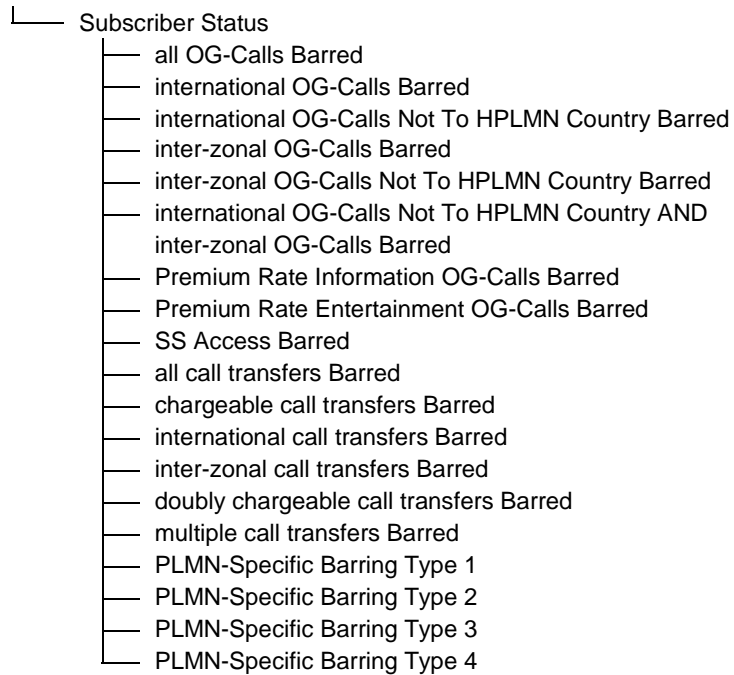 Subscriber Status
all OG-Calls Barred
international OG-Calls Barred
international OG-Calls Not To HPLMN Country Barred
inter-zonal OG-Calls Barred
inter-zonal OG-Calls Not To HPLMN Country Barred
international OG-Calls Not To HPLMN Country AND
inter-zonal OG-Calls Barred
Premium Rate Information OG-Calls Barred
Premium Rate Entertainment OG-Calls Barred
SS Access Barred
all call transfers Barred
chargeable call transfers Barred
international call transfers Barred
inter-zonal call transfers Barred
doubly chargeable call transfers Barred
multiple call transfers Barred
PLMN-Specific Barring Type 1
PLMN-Specific Barring Type 2
PLMN-Specific Barring Type 3
PLMN-Specific Barring Type 4